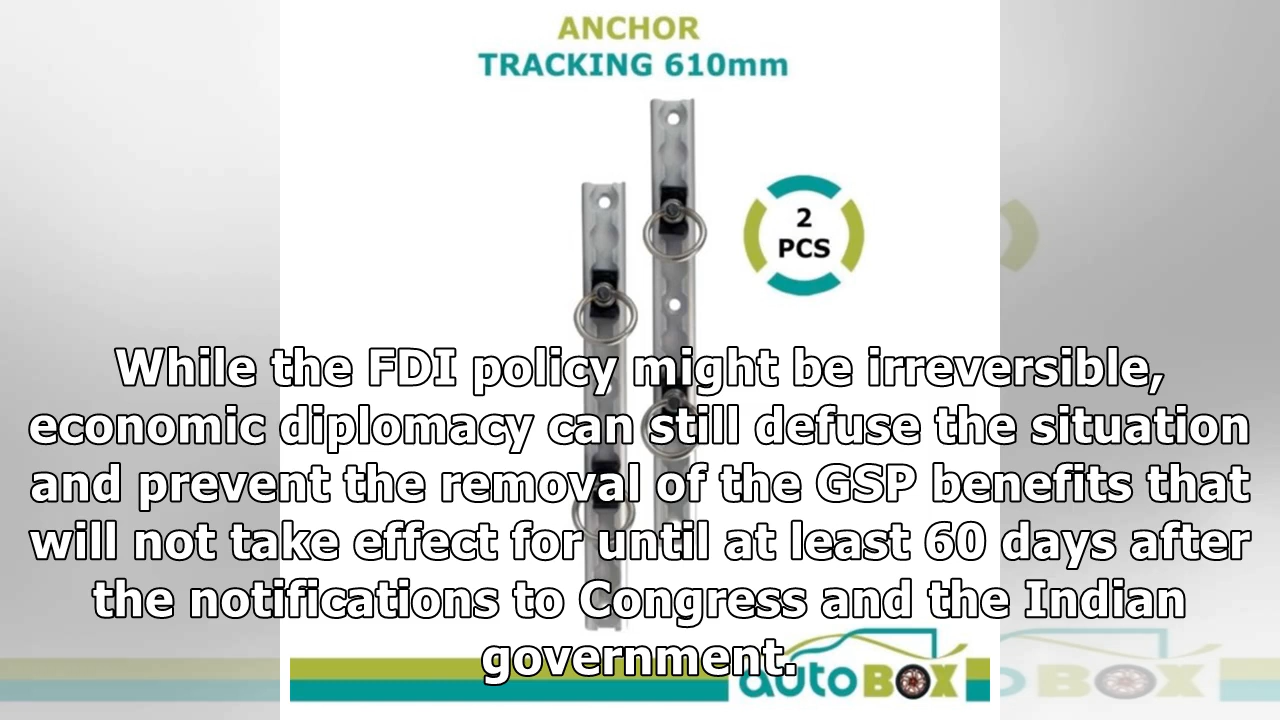 ANCHOR
TRACKING 610mm
2
PCS
While the FDI policy might be irreversible,
economic diplomacy can still defuse the situation
and prevent the removal of the GSP benefits that
will not take effect for until at least 60 days after
the notifications to Congress and the Indian
government.
autoBOX
BOX